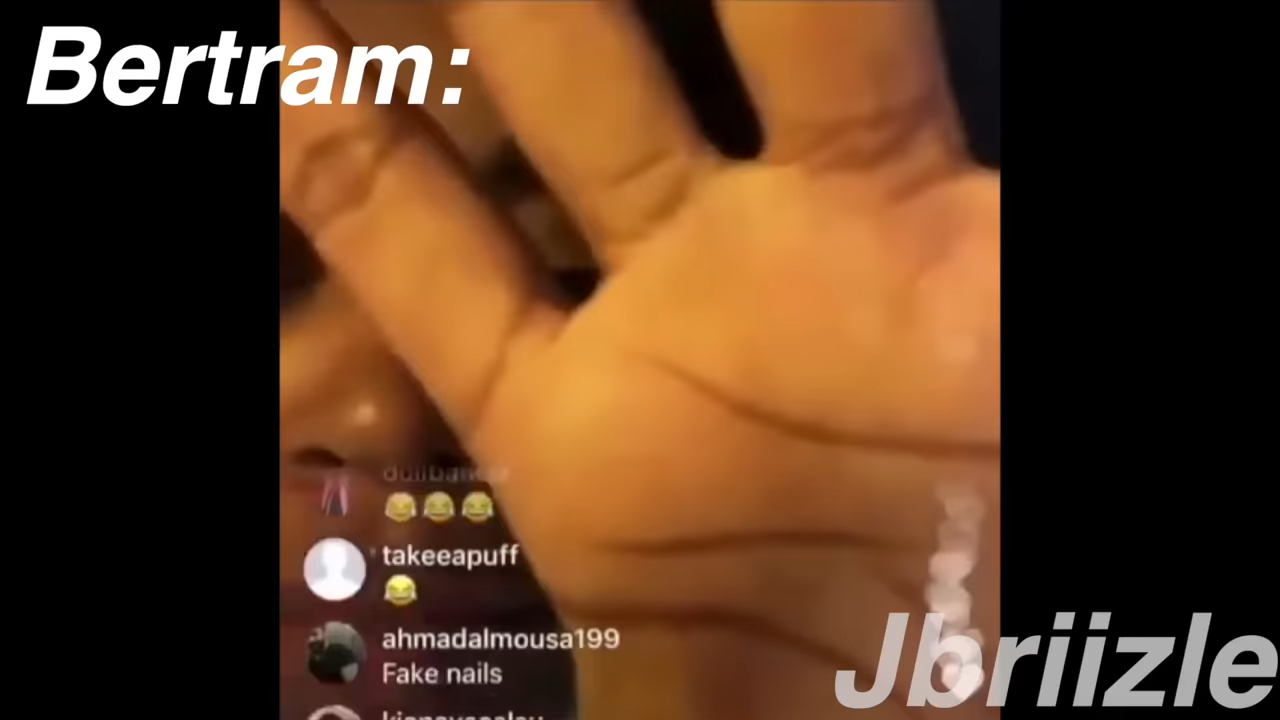 Bertram:
😂😂😂
takeeapuff
😂
ahmadalmousa199
Fake nails
Jbriizle